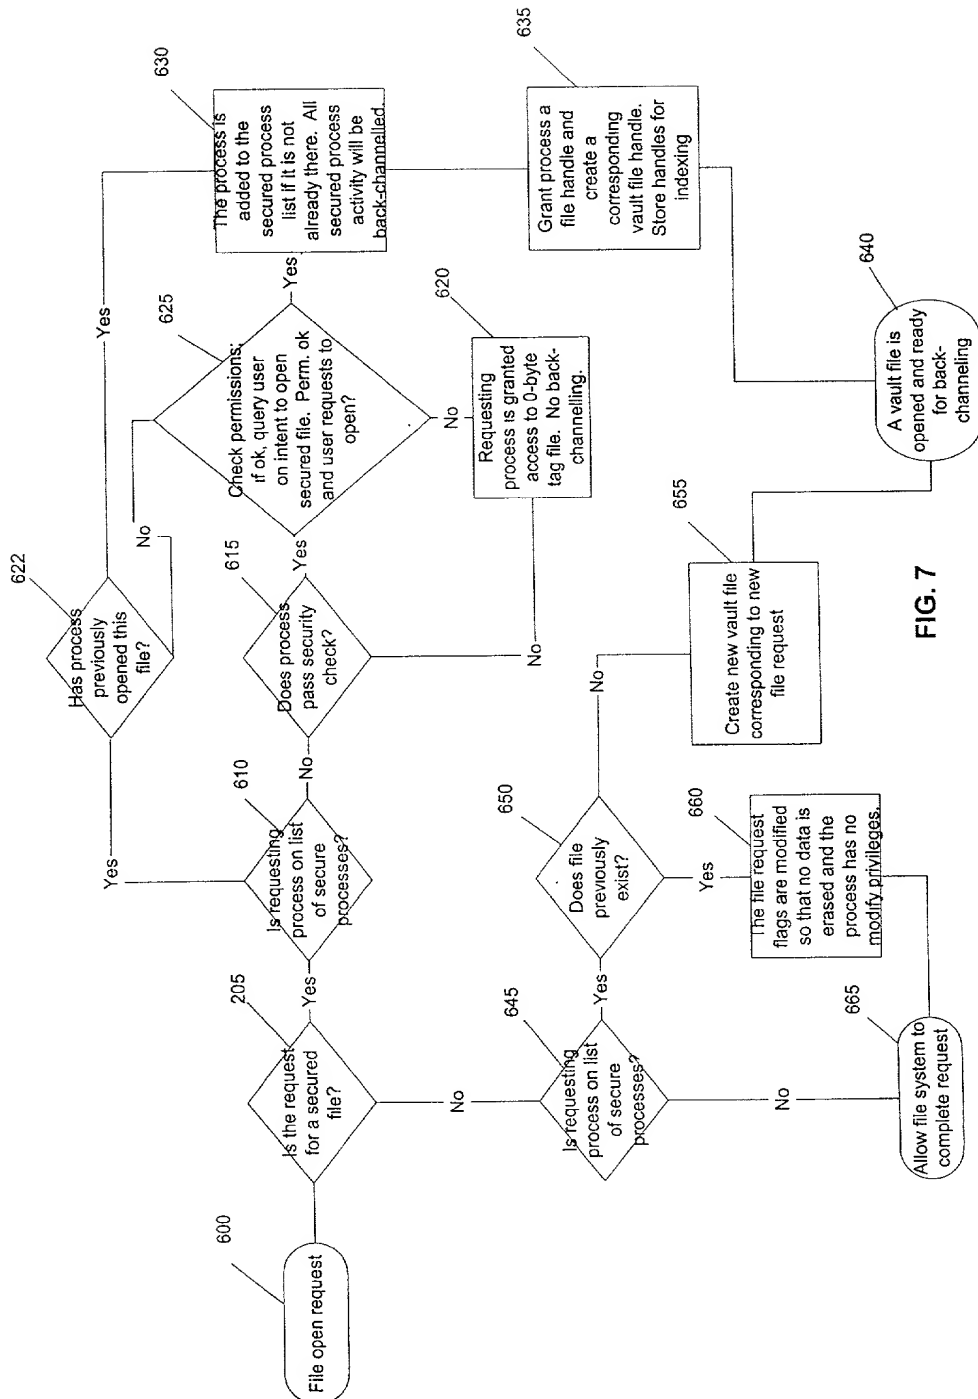 600
File open request
205
Is the request
for a secured
file?
Yes
No
610
Is requesting
process on list
of secure
processes?
Yes
No
622
Has process
previously
opened this
file?
Yes
No
615
Does process
pass security
check?
Yes
No
625
Check permissions;
if ok, query user
on intent to open
secured file. Perm. ok
and user requests to
open?
Yes
No
620
Requesting
process is granted
access to 0-byte
tag file. No back-
channelling.
630
The process is
added to the
secured process
list if it is not
already there. All
secured process
activity will be
back-channelled.
635
Grant process a
file handle and
create a
corresponding
vault file handle.
Store handles for
indexing
640
A vault file is
opened and ready
for back-
channeling
645
Is requesting
process on list
of secure
processes?
Yes
No
650
Does file
previously
exist?
No
Yes
655
Create new vault file
corresponding to new
file request
660
The file request
flags are modified
so that no data is
erased and the
process has no
modify privileges.
665
Allow file system to
complete request
FIG. 7